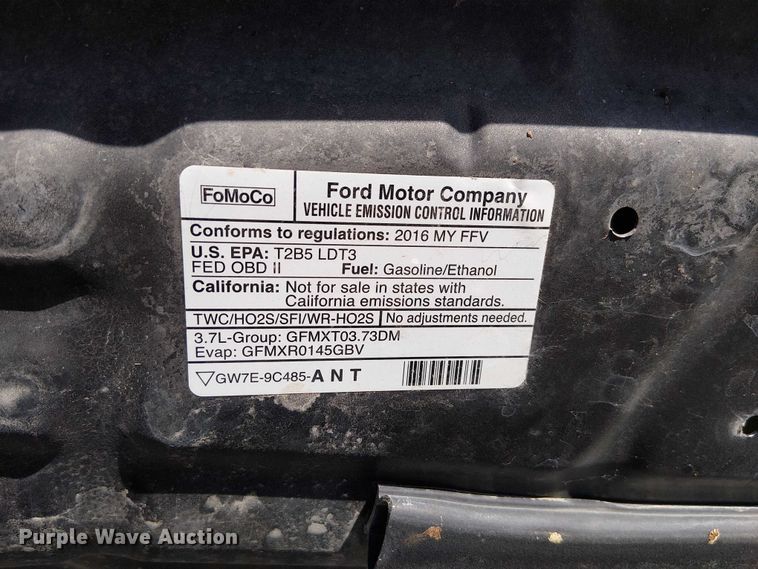 FoMoCo
Ford Motor Company
VEHICLE EMISSION CONTROL INFORMATION
Conforms to regulations: 2016 MY FFV
U.S. EPA: T2B5 LDT3
FED OBD II Fuel: Gasoline/Ethanol
California: Not for sale in states with
California emissions standards.
TWC/HO2S/SFI/WR-HO2S No adjustments needed.
3.7L-Group: GFMXT03.73DM
Evap: GFMXR0145GBV
GW7E-9C485-ANT
Purple Wave Auction